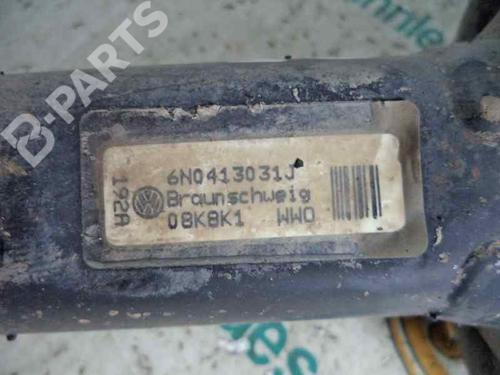 B-PARTS
6N0413031J
Braunschweig
08K8K1 WWO
192A